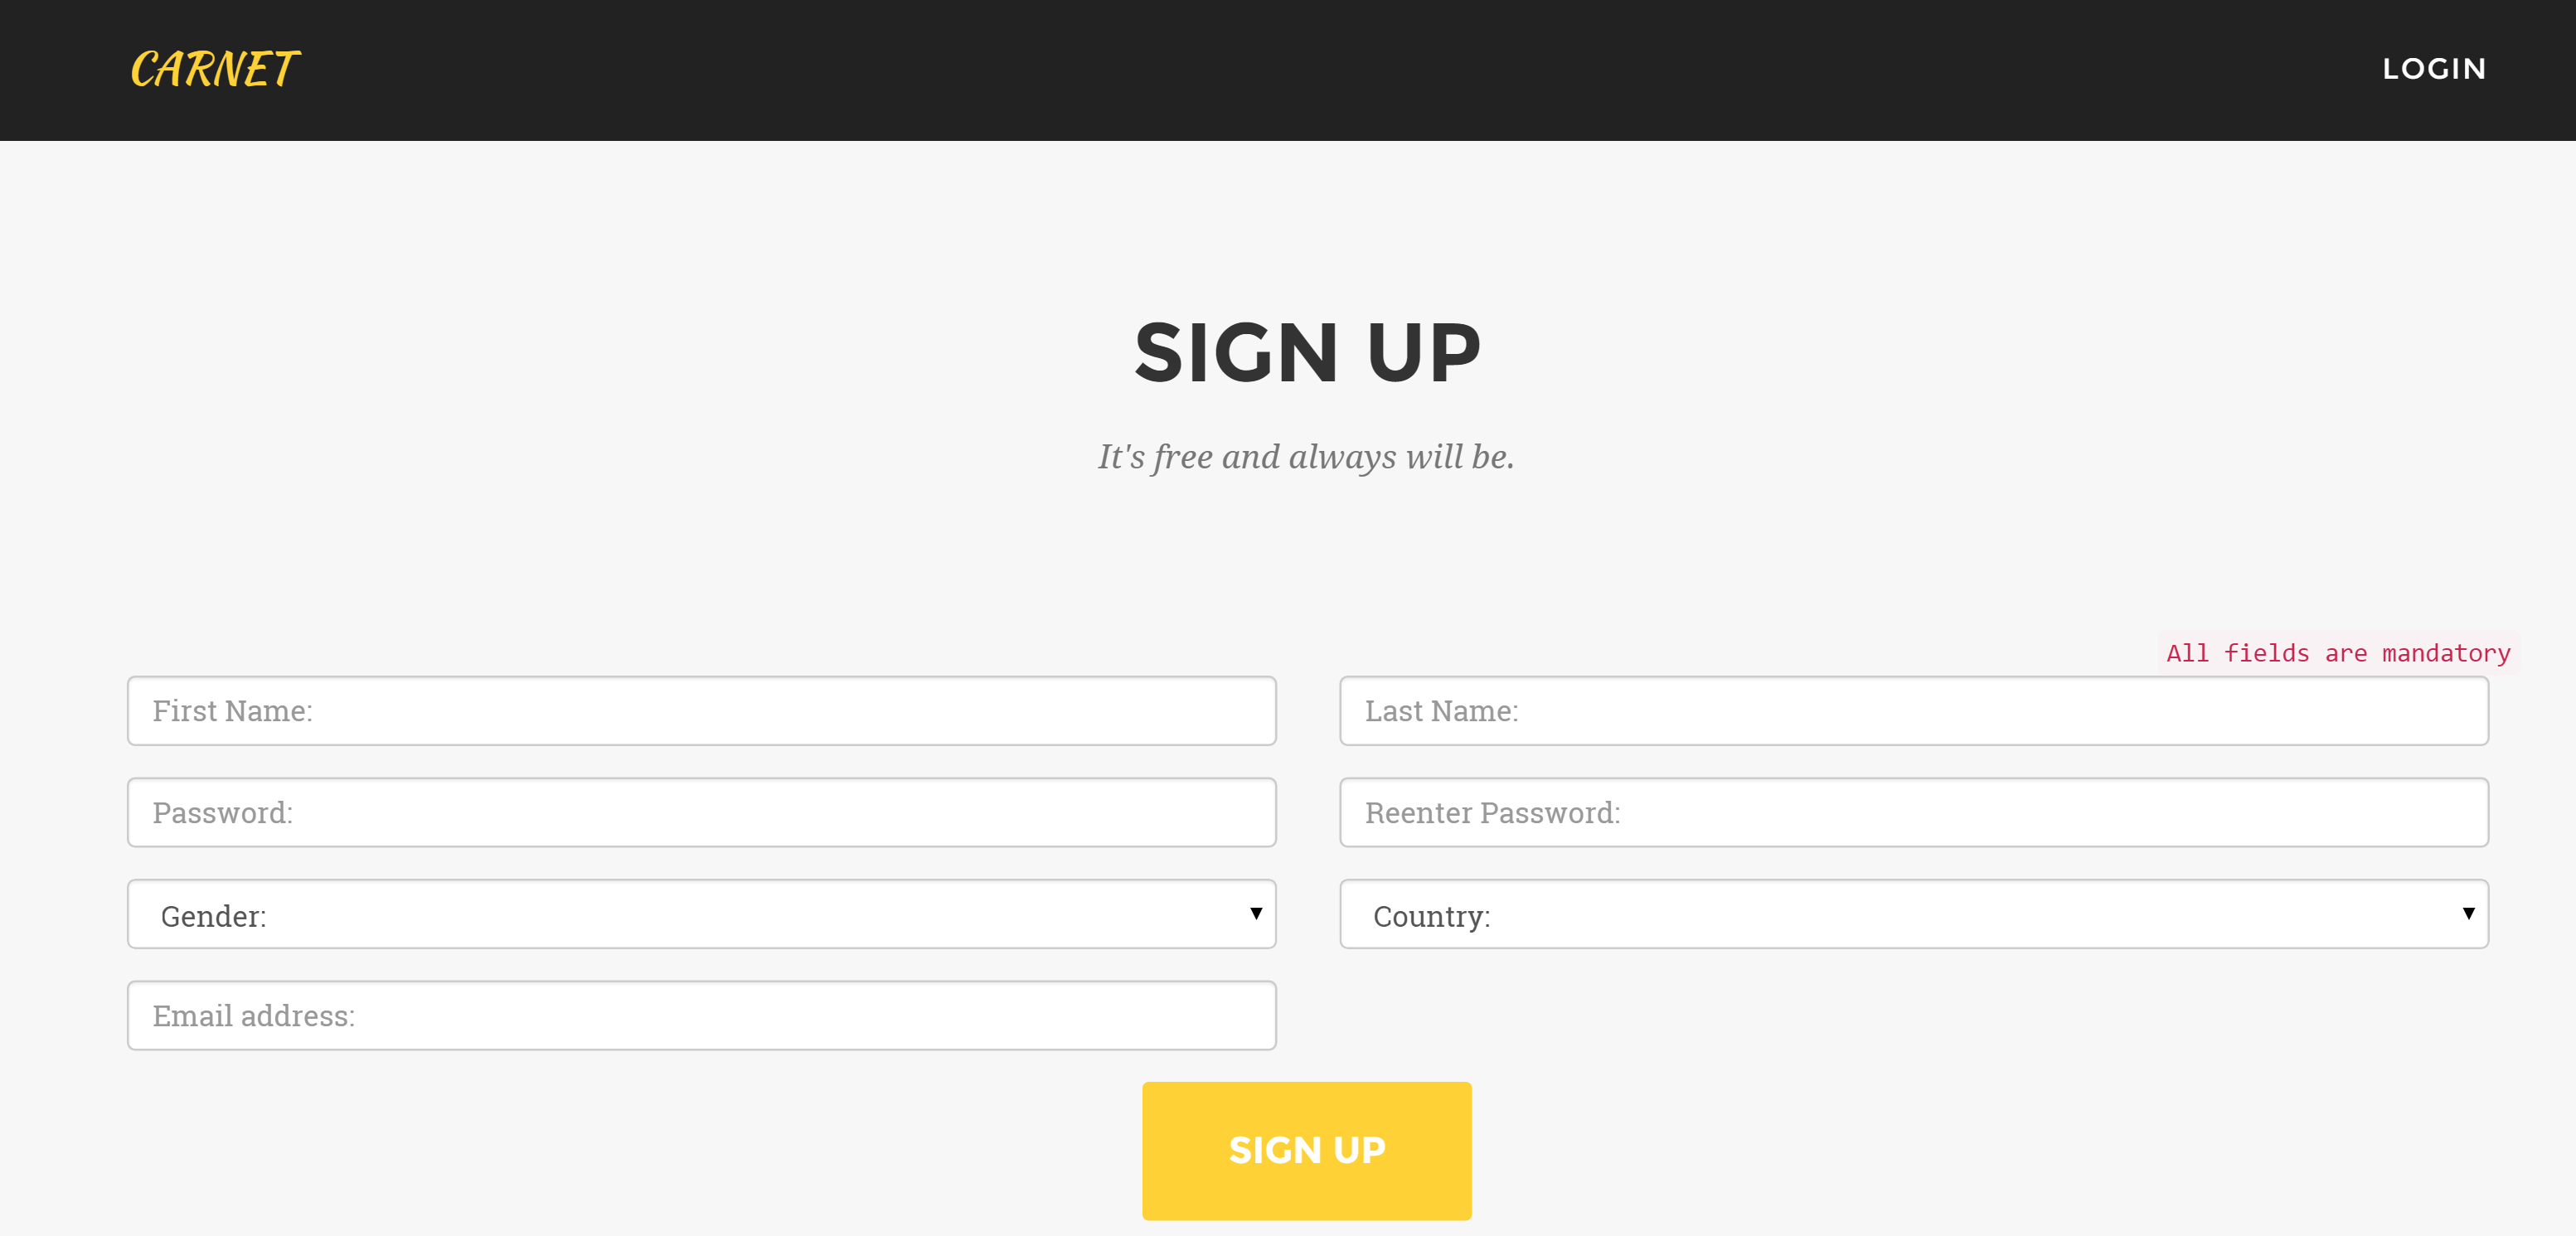 CARNET
LOGIN
SIGN UP
It's free and always will be.
All fields are mandatory
First Name:
Last Name:
Password:
Reenter Password:
Gender:
Country:
Email address:
SIGN UP